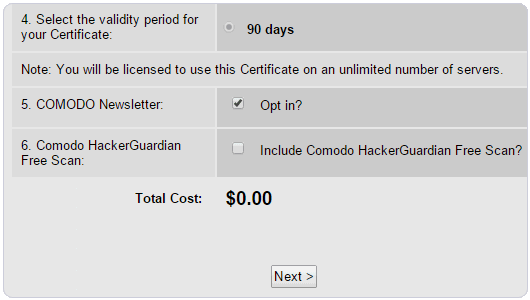 4. Select the validity period for
your Certificate:
90 days
Note: You will be licensed to use this Certificate on an unlimited number of servers.
5. COMODO Newsletter:
Opt in?
6. Comodo HackerGuardian
Free Scan:
Include Comodo HackerGuardian Free Scan?
Total Cost: $0.00
Next >